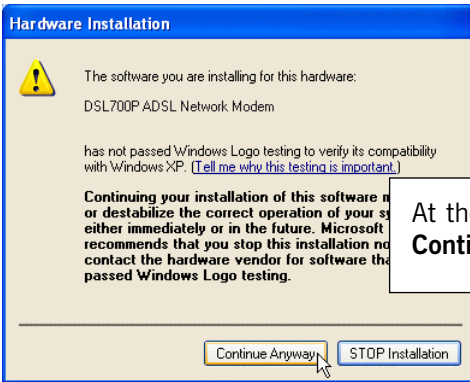 Hardware Installation
The software you are installing for this hardware:
DSL700P ADSL Network Modem
has not passed Windows Logo testing to verify its compatibility
with Windows XP. (Tell me why this testing is important.)
Continuing your installation of this software
or destabilize the correct operation of your
either immediately or in the future. Microsoft
recommends that you stop this installation
contact the hardware vendor for software
passed Windows Logo testing.
At
Continue Anyway
STOP Installation